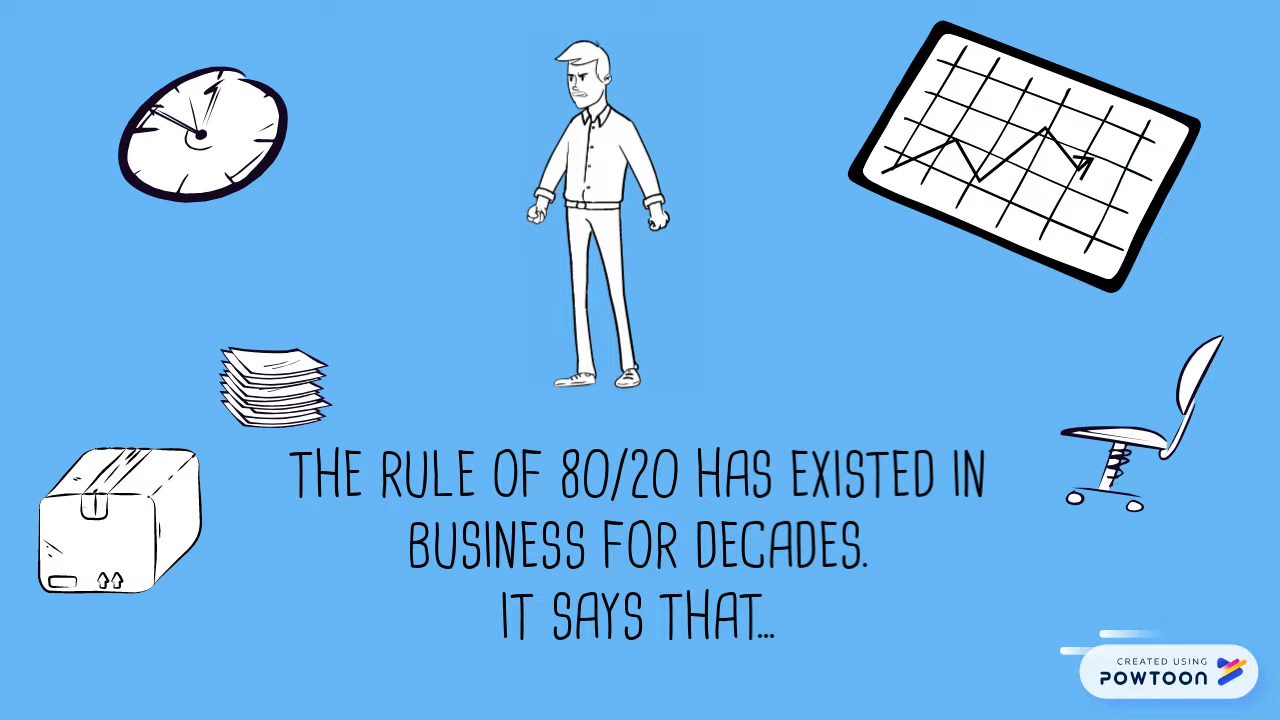 THE RULE OF 80/20 HAS EXISTED IN
BUSINESS FOR DECADES.
IT SAYS THAT...
CREATED USING
POWTOON